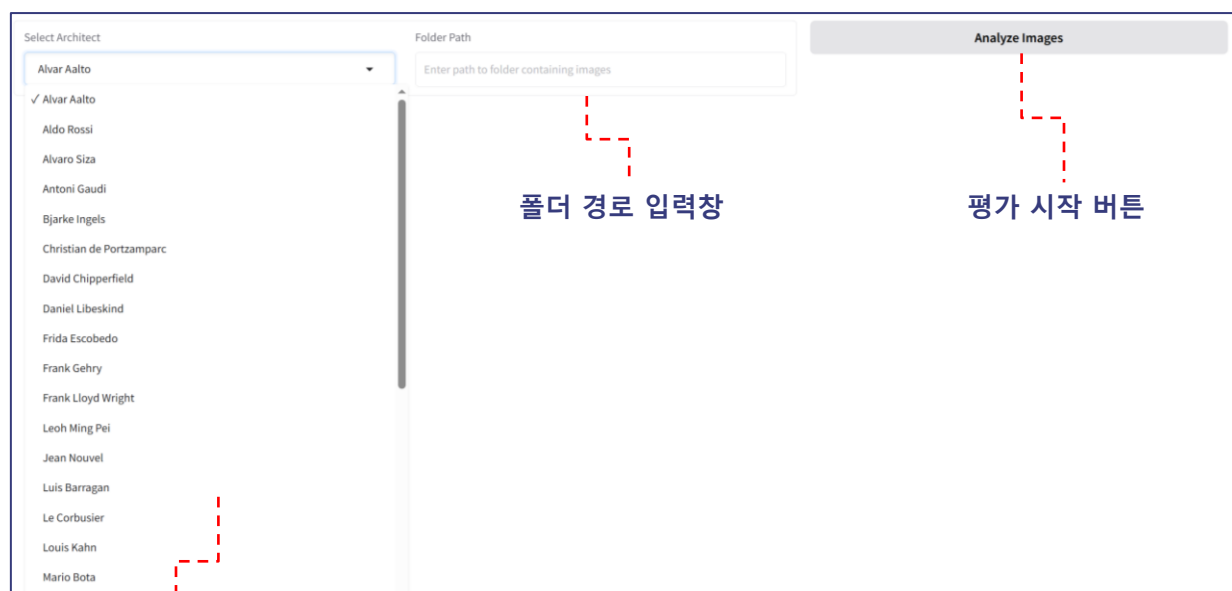 Select Architect
Folder Path
Analyze Images
Alvar Aalto
Enter path to folder containing images
✓ Alvar Aalto
Aldo Rossi
Alvaro Siza
Antoni Gaudi
Bjarke Ingels
Christian de Portzamparc
David Chipperfield
Daniel Libeskind
Frida Escobedo
Frank Gehry
Frank Lloyd Wright
Leoh Ming Pei
Jean Nouvel
Luis Barragan
Le Corbusier
Louis Kahn
Mario Bota
폴더 경로 입력창
평가 시작 버튼